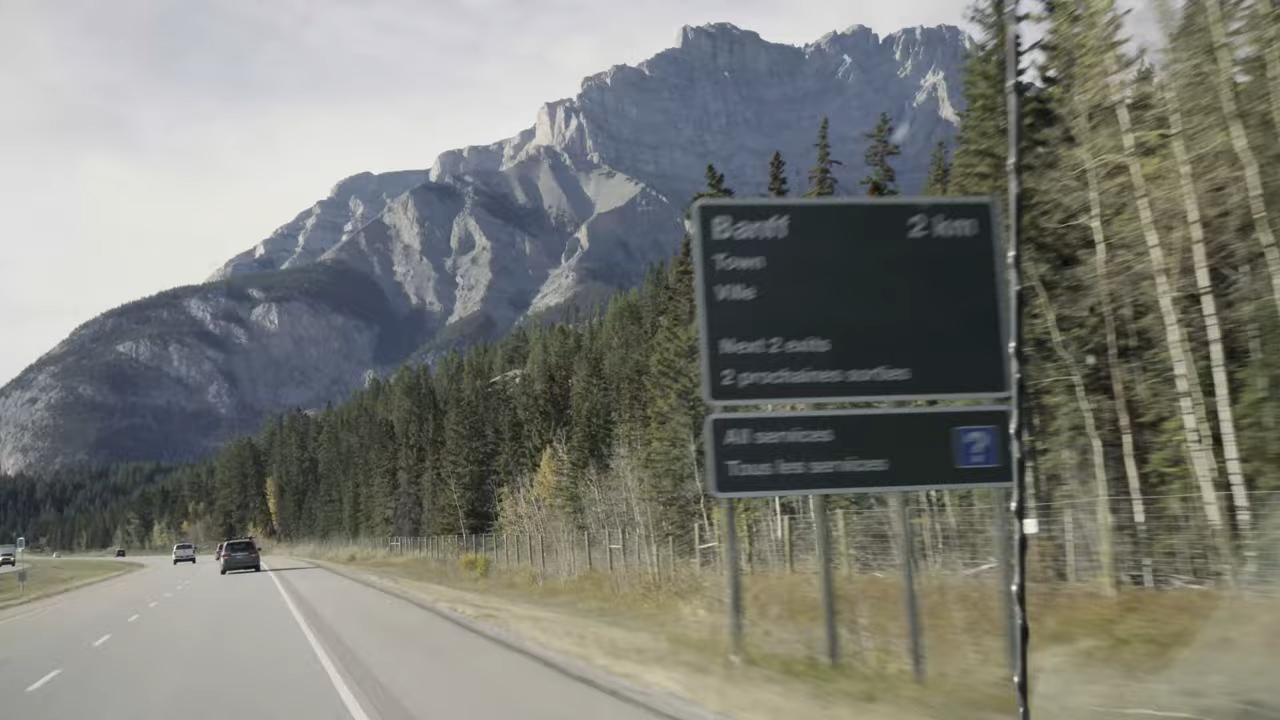 Banff 2 km
Town
Ville
Next 2 exits
2 prochaines sorties
All services
Tous les services
?